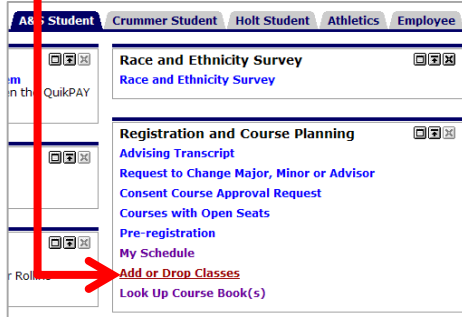 A&S Student Crummer Student Holt Student Athletics Employee
em
en the QuikPAY
r Rollins
Race and Ethnicity Survey
Race and Ethnicity Survey
Registration and Course Planning
Advising Transcript
Request to Change Major, Minor or Advisor
Consent Course Approval Request
Courses with Open Seats
Pre-registration
My Schedule
Add or Drop Classes
Look Up Course Book(s)